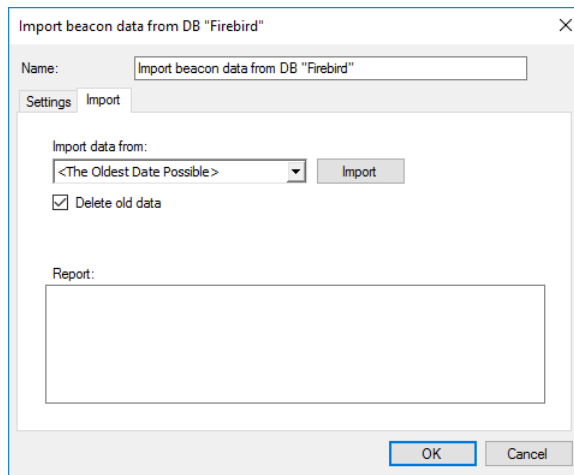 Import beacon data from DB "Firebird"
Name: Import beacon data from DB "Firebird"
Settings Import
Import data from:
<The Oldest Date Possible> Import
Delete old data
Report:
OK Cancel